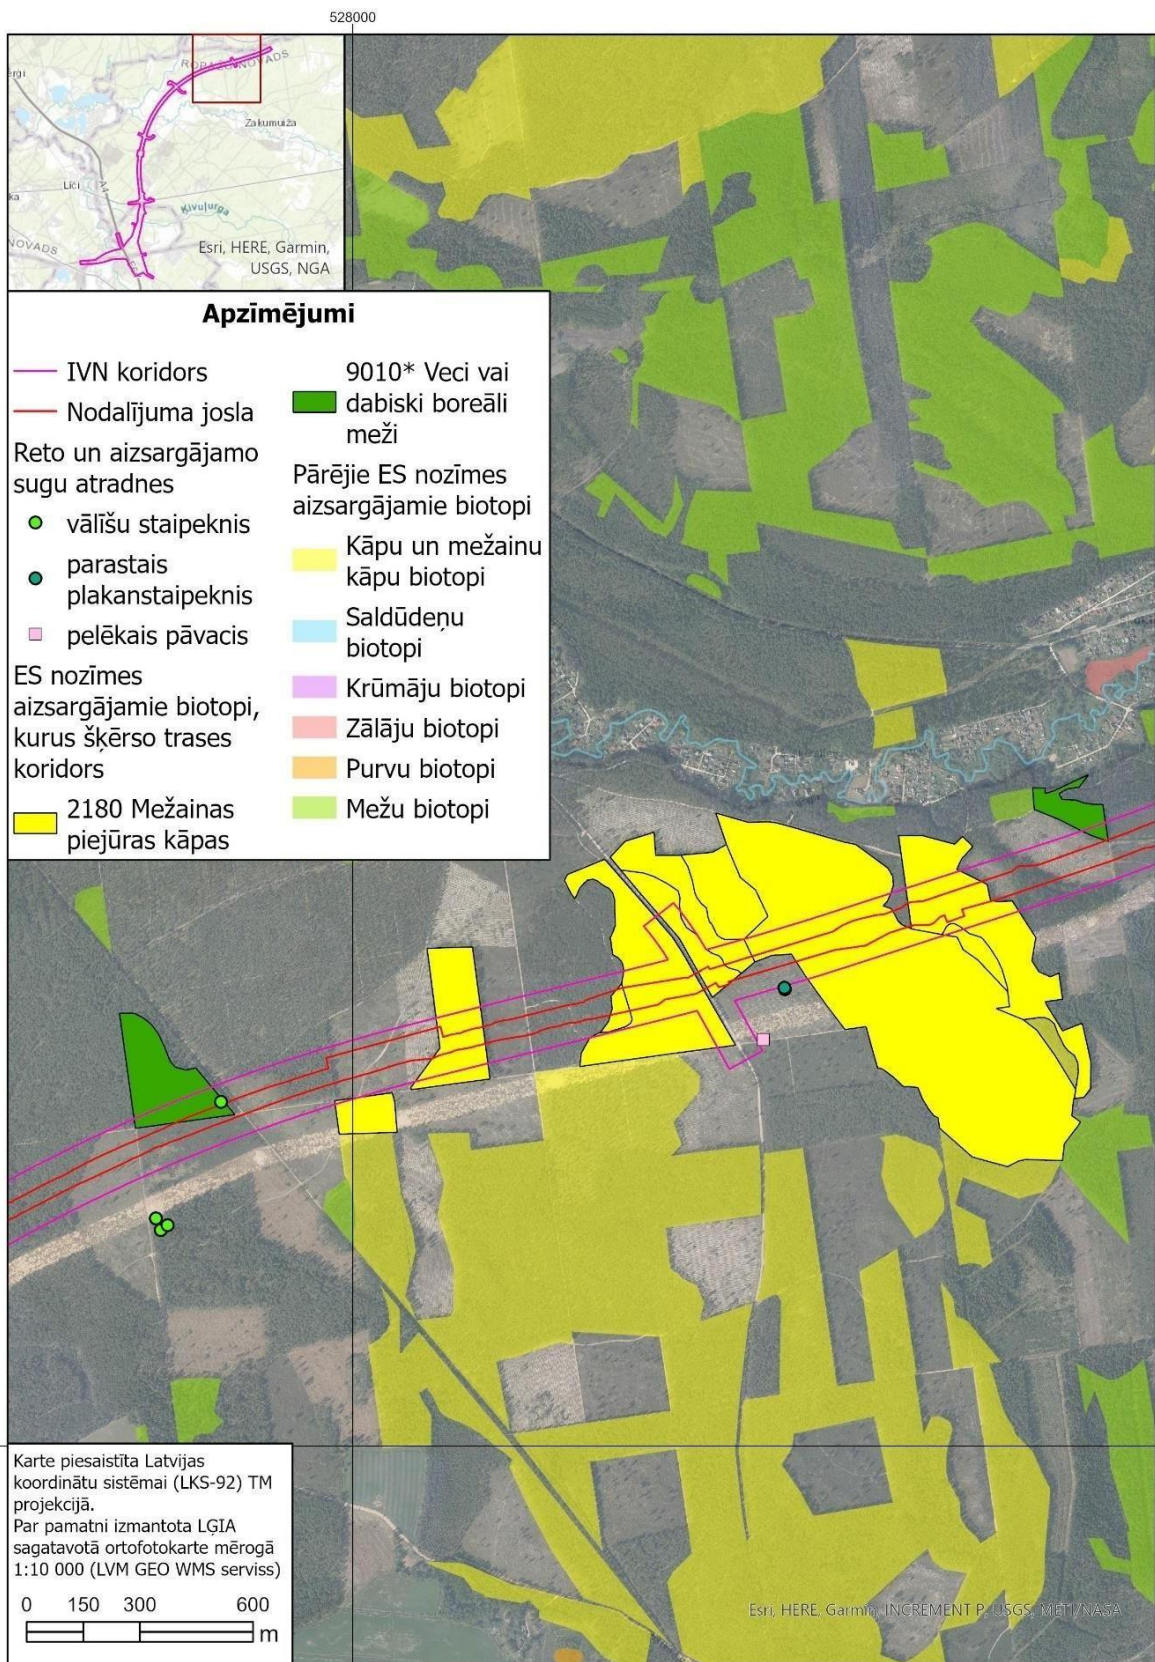 528000
ROPAŽU NOVADS
Zaķumuiža
Līči
A4
Ķivuļurga
NOVADS
Esri, HERE, Garmin,
USGS, NGA
Apzīmējumi
IVN koridors
Nodalījuma josla
Reto un aizsargājamo
sugu atradnes
vālīšu staipeknis
parastais
plakanstaipeknis
pelēkais pāvacis
ES nozīmes
aizsargājamie biotopi,
kurus šķērso trases
koridors
2180 Mežainas
piejūras kāpas
9010* Veci vai
dabiski boreāli
meži
Pārējie ES nozīmes
aizsargājamie biotopi
Kāpu un mežainu
kāpu biotopi
Saldūdeņu
biotopi
Krūmāju biotopi
Zālāju biotopi
Purvu biotopi
Mežu biotopi
Karte piesaistīta Latvijas
koordinātu sistēmai (LKS-92) TM
projekcijā.
Par pamatni izmantota LĢIA
sagatavotā ortofotokarte mērogā
1:10 000 (LVM GEO WMS serviss)
0 150 300 600
m
Esri, HERE, Garmin, INCREMENT P, USGS, METI/NASA